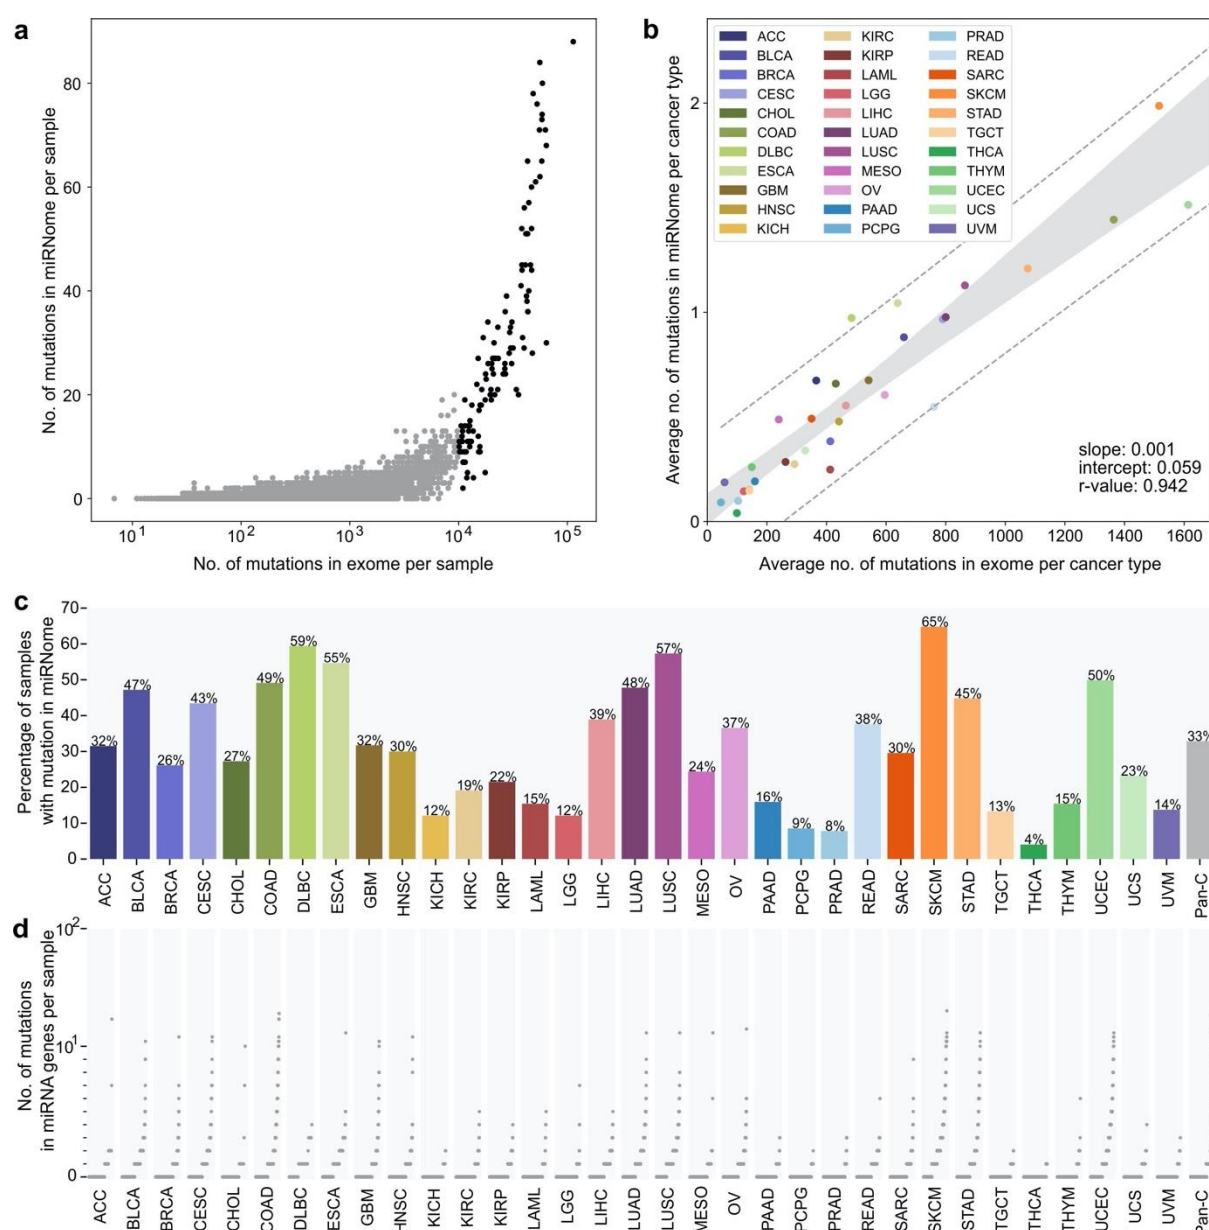 a
No. of mutations in miRNome per sample
80
60
40
20
0
10^1
10^2
10^3
10^4
10^5
No. of mutations in exome per sample
b
Average no. of mutations in miRNome per cancer type
2
1
0
ACC
BLCA
BRCA
CESC
CHOL
COAD
DLBC
ESCA
GBM
HNSC
KICH
KIRC
KIRP
LAML
LGG
LIHC
LUAD
LUSC
MESO
OV
PAAD
PCPG
PRAD
READ
SARC
SKCM
STAD
TGCT
THCA
THYM
UCEC
UCS
UVM
slope: 0.001
intercept: 0.059
r-value: 0.942
0 200 400 600 800 1000 1200 1400 1600
Average no. of mutations in exome per cancer type
c
Percentage of samples
with mutation in miRNome
70
60
50
40
30
20
10
0
32% 47% 26% 43% 27% 49% 59% 55% 32% 30% 12% 19% 22% 15% 12% 39% 48% 57% 24% 37% 16% 9% 8% 38% 30% 65% 45% 13% 4% 15% 50% 23% 14% 33%
ACC BLCA BRCA CESC CHOL COAD DLBC ESCA GBM HNSC KICH KIRC KIRP LAML LGG LIHC LUAD LUSC MESO OV PAAD PCPG PRAD READ SARC SKCM STAD TGCT THCA THYM UCEC UCS UVM Pan-C
d
No. of mutations
in miRNA genes per sample
10^2
10^1
0
ACC BLCA BRCA CESC CHOL COAD DLBC ESCA GBM HNSC KICH KIRC KIRP LAML LGG LIHC LUAD LUSC MESO OV PAAD PCPG PRAD READ SARC SKCM STAD TGCT THCA THYM UCEC UCS UVM Pan-C